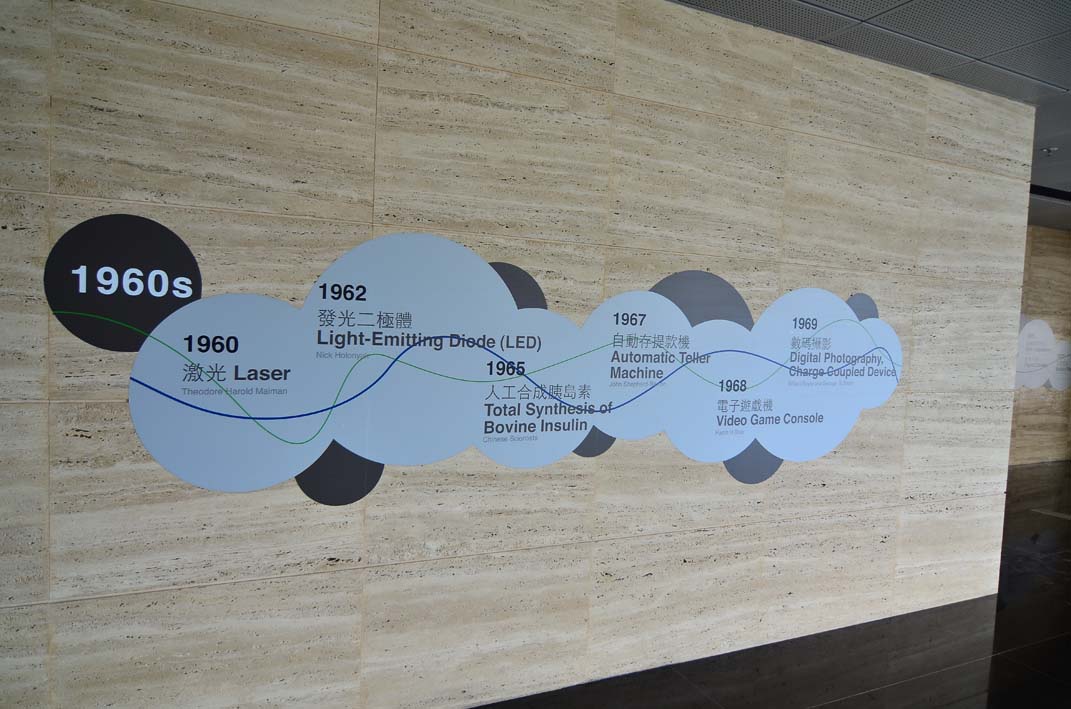 1960s
1960
激光 Laser
Theodore Harold Maiman
1962
發光二極體
Light-Emitting Diode (LED)
Nick Holonyak
1965
人工合成胰島素
Total Synthesis of
Bovine Insulin
Chinese Scientists
1967
自動存提款機
Automatic Teller
Machine
John Shepherd
1968
電子遊戲機
Video Game Console
1969
數碼攝影
Digital Photography,
Charge Coupled Device